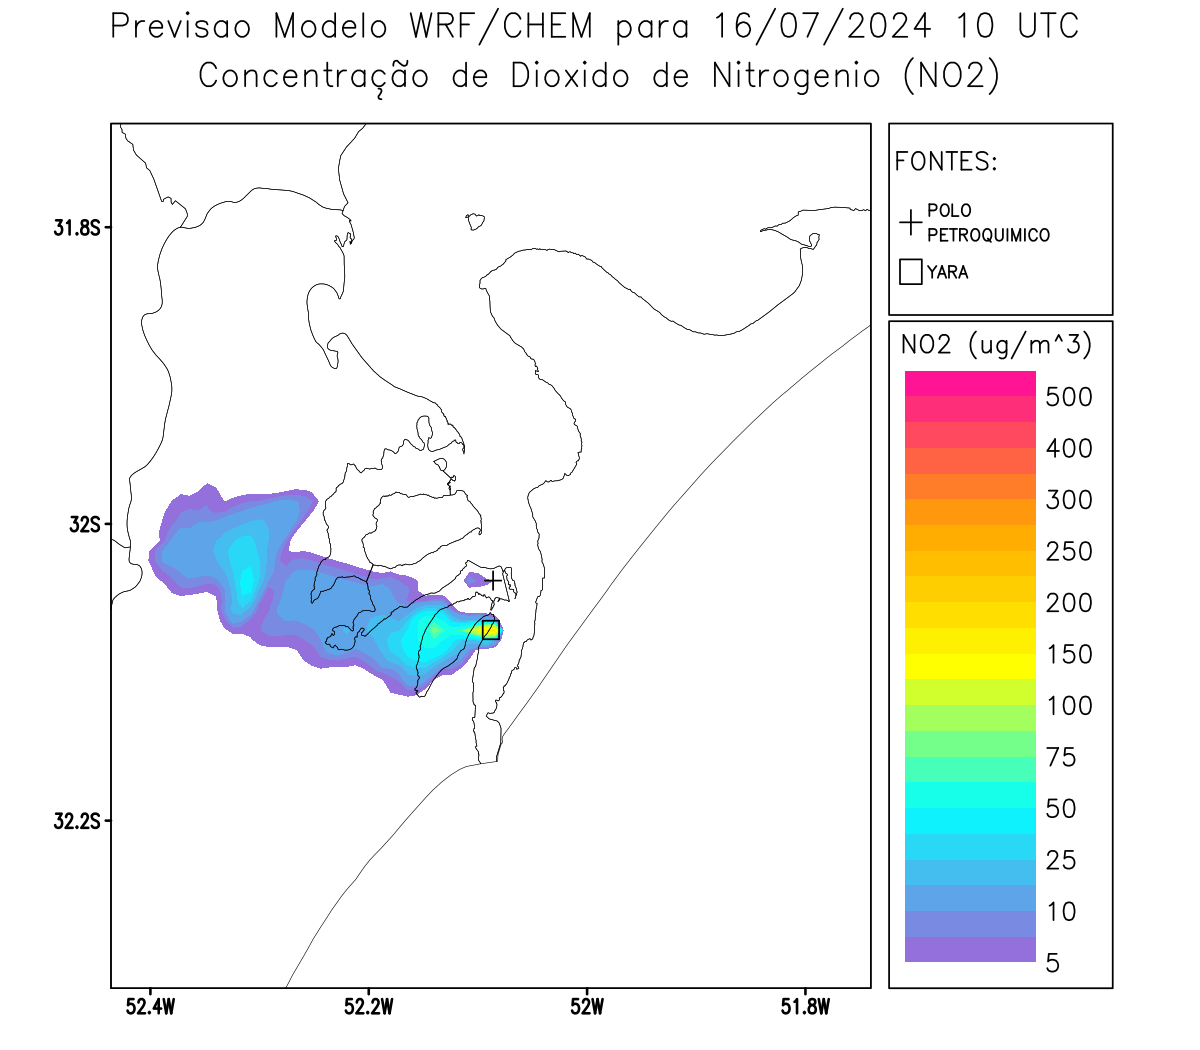 Previsao Modelo WRF/CHEM para 16/07/2024 10 UTC
Concentração de Dioxido de Nitrogenio (NO2)
FONTES:
POLO
PETROQUIMICO
YARA
NO2 (ug/m^3)
500
400
300
250
200
150
100
75
50
25
10
5
31.8S
32S
32.2S
52.4W
52.2W
52W
51.8W